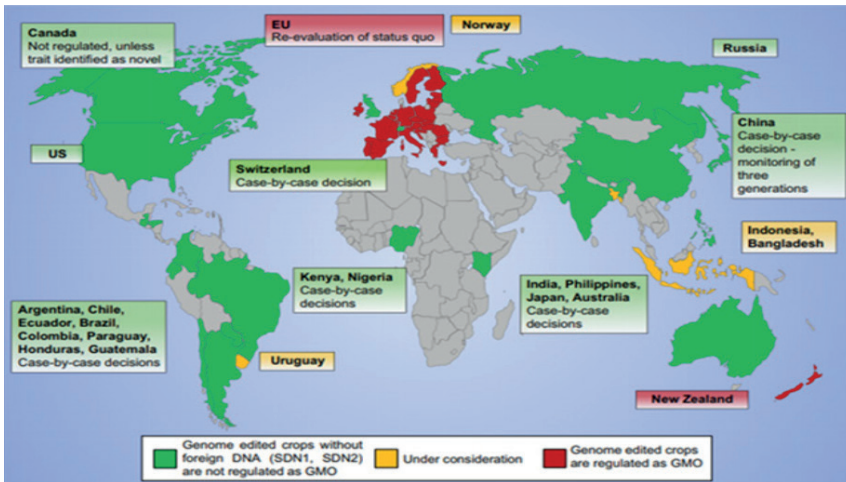 Canada
Not regulated, unless
trait identified as novel
EU
Re-evaluation of status quo
Norway
Russia
US
Switzerland
Case-by-case decision
China
Case-by-case
decision -
monitoring of
three
generations
Indonesia,
Bangladesh
Kenya, Nigeria
Case-by-case
decisions
India, Philippines,
Japan, Australia
Case-by-case
decisions
Argentina, Chile,
Ecuador, Brazil,
Colombia, Paraguay,
Honduras, Guatemala
Case-by-case decisions
Uruguay
New Zealand
Genome edited crops without
foreign DNA (SDN1, SDN2)
are not regulated as GMO
Under consideration
Genome edited crops
are regulated as GMO